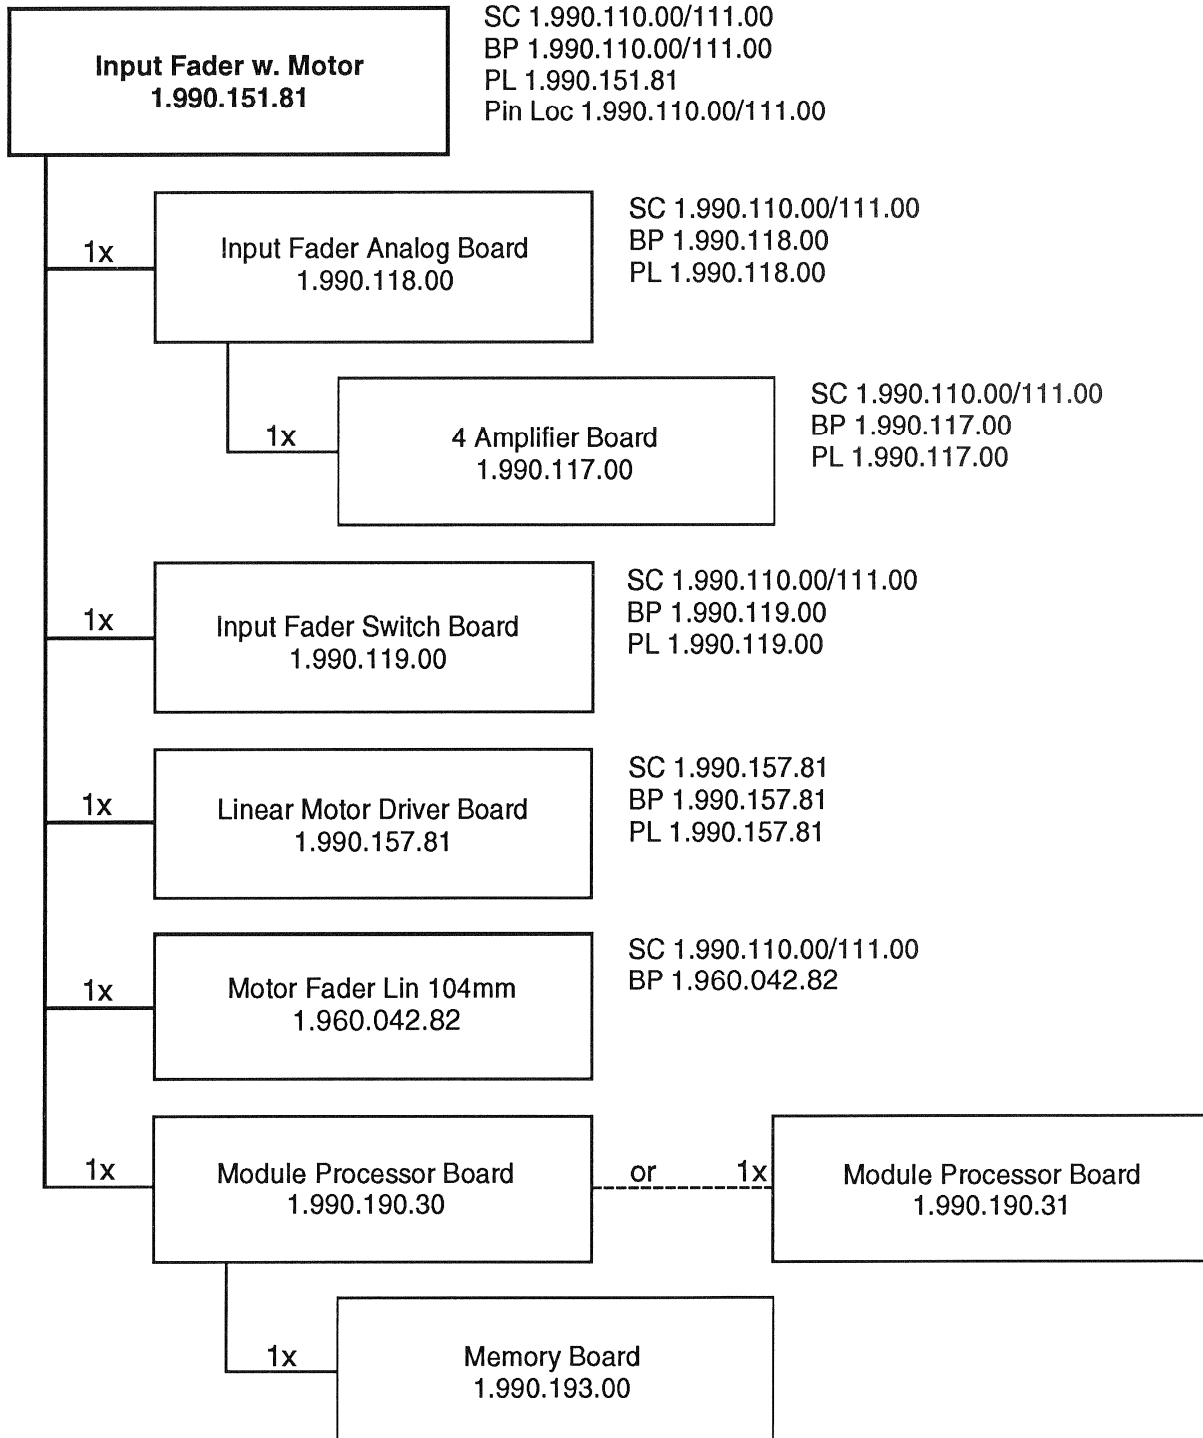 Input Fader w. Motor
1.990.151.81
SC 1.990.110.00/111.00
BP 1.990.110.00/111.00
PL 1.990.151.81
Pin Loc 1.990.110.00/111.00
1x
Input Fader Analog Board
1.990.118.00
SC 1.990.110.00/111.00
BP 1.990.118.00
PL 1.990.118.00
1x
4 Amplifier Board
1.990.117.00
SC 1.990.110.00/111.00
BP 1.990.117.00
PL 1.990.117.00
1x
Input Fader Switch Board
1.990.119.00
SC 1.990.110.00/111.00
BP 1.990.119.00
PL 1.990.119.00
1x
Linear Motor Driver Board
1.990.157.81
SC 1.990.157.81
BP 1.990.157.81
PL 1.990.157.81
1x
Motor Fader Lin 104mm
1.960.042.82
SC 1.990.110.00/111.00
BP 1.960.042.82
1x
Module Processor Board
1.990.190.30
or
1x
Module Processor Board
1.990.190.31
1x
Memory Board
1.990.193.00